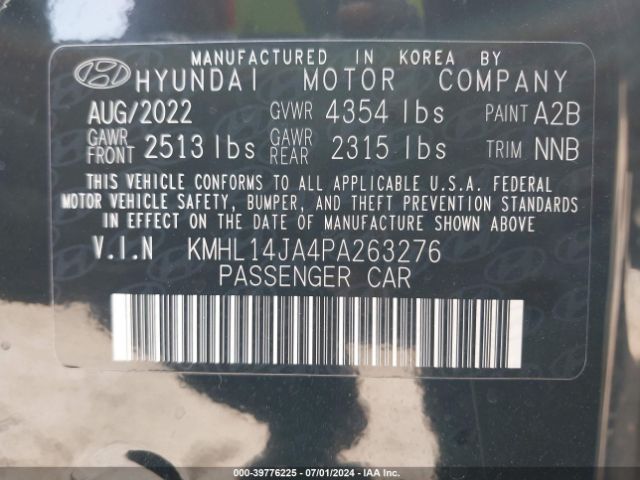 MANUFACTURED IN KOREA BY
HYUNDAI MOTOR COMPANY
AUG/2022 GVWR 4354 lbs PAINT A2B
GAWR FRONT 2513 lbs GAWR REAR 2315 lbs TRIM NNB
THIS VEHICLE CONFORMS TO ALL APPLICABLE U.S.A. FEDERAL
MOTOR VEHICLE SAFETY, BUMPER, AND THEFT PREVENTION STANDARDS
IN EFFECT ON THE DATE OF MANUFACTURE SHOWN ABOVE
V.I.N KMHL14JA4PA263276
PASSENGER CAR
000-39776225 - 07/01/2024 - IAA Inc.